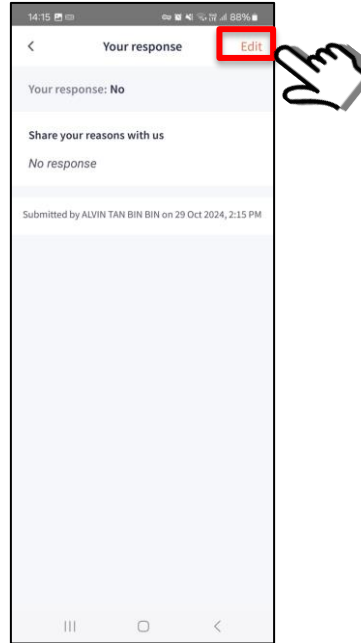 14:15 88%
Your response Edit
Your response: No
Share your reasons with us
No response
Submitted by ALVIN TAN BIN BIN on 29 Oct 2024, 2:15 PM